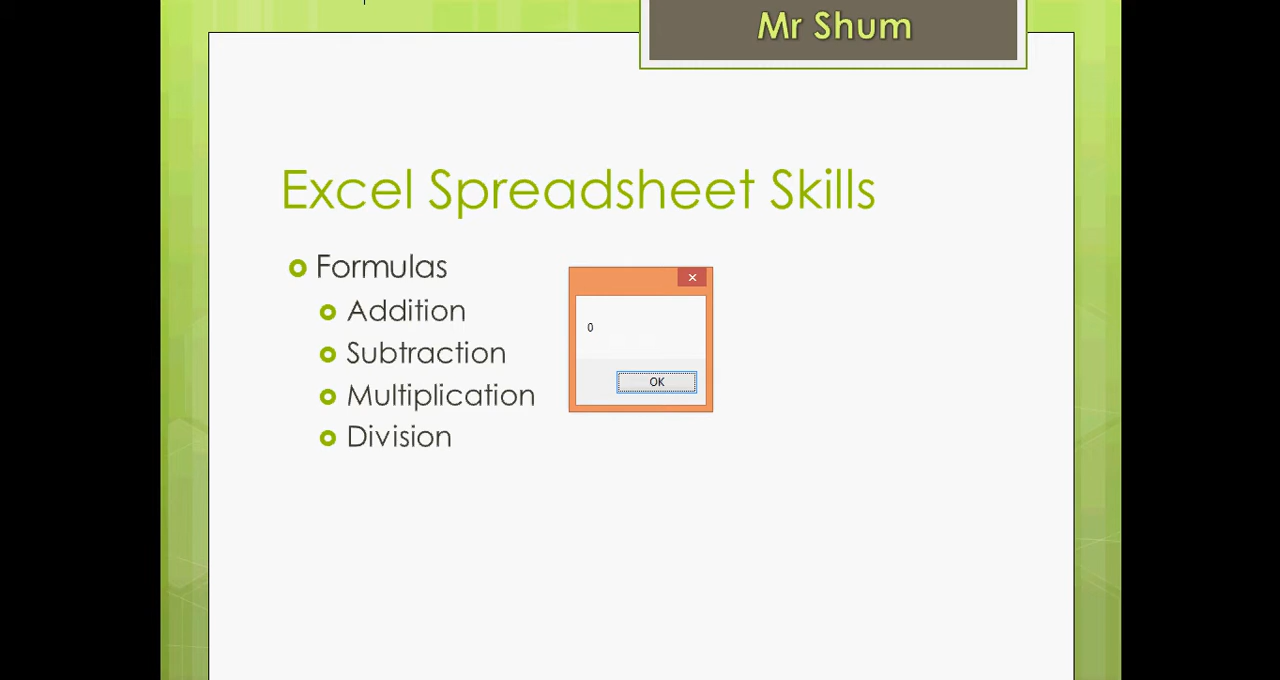 Mr Shum
Excel Spreadsheet Skills
Formulas
Addition
Subtraction
Multiplication
Division
0
OK